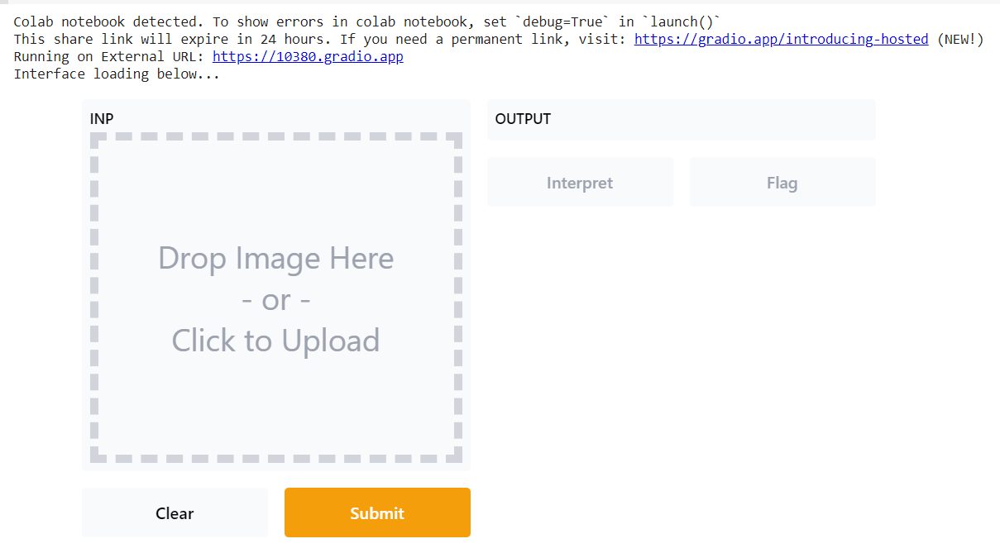 Colab notebook detected. To show errors in colab notebook, set `debug=True` in `launch()`
This share link will expire in 24 hours. If you need a permanent link, visit: https://gradio.app/introducing-hosted (NEW!)
Running on External URL: https://10380.gradio.app
Interface loading below...
INP
Drop Image Here
- or -
Click to Upload
Clear
Submit
OUTPUT
Interpret
Flag